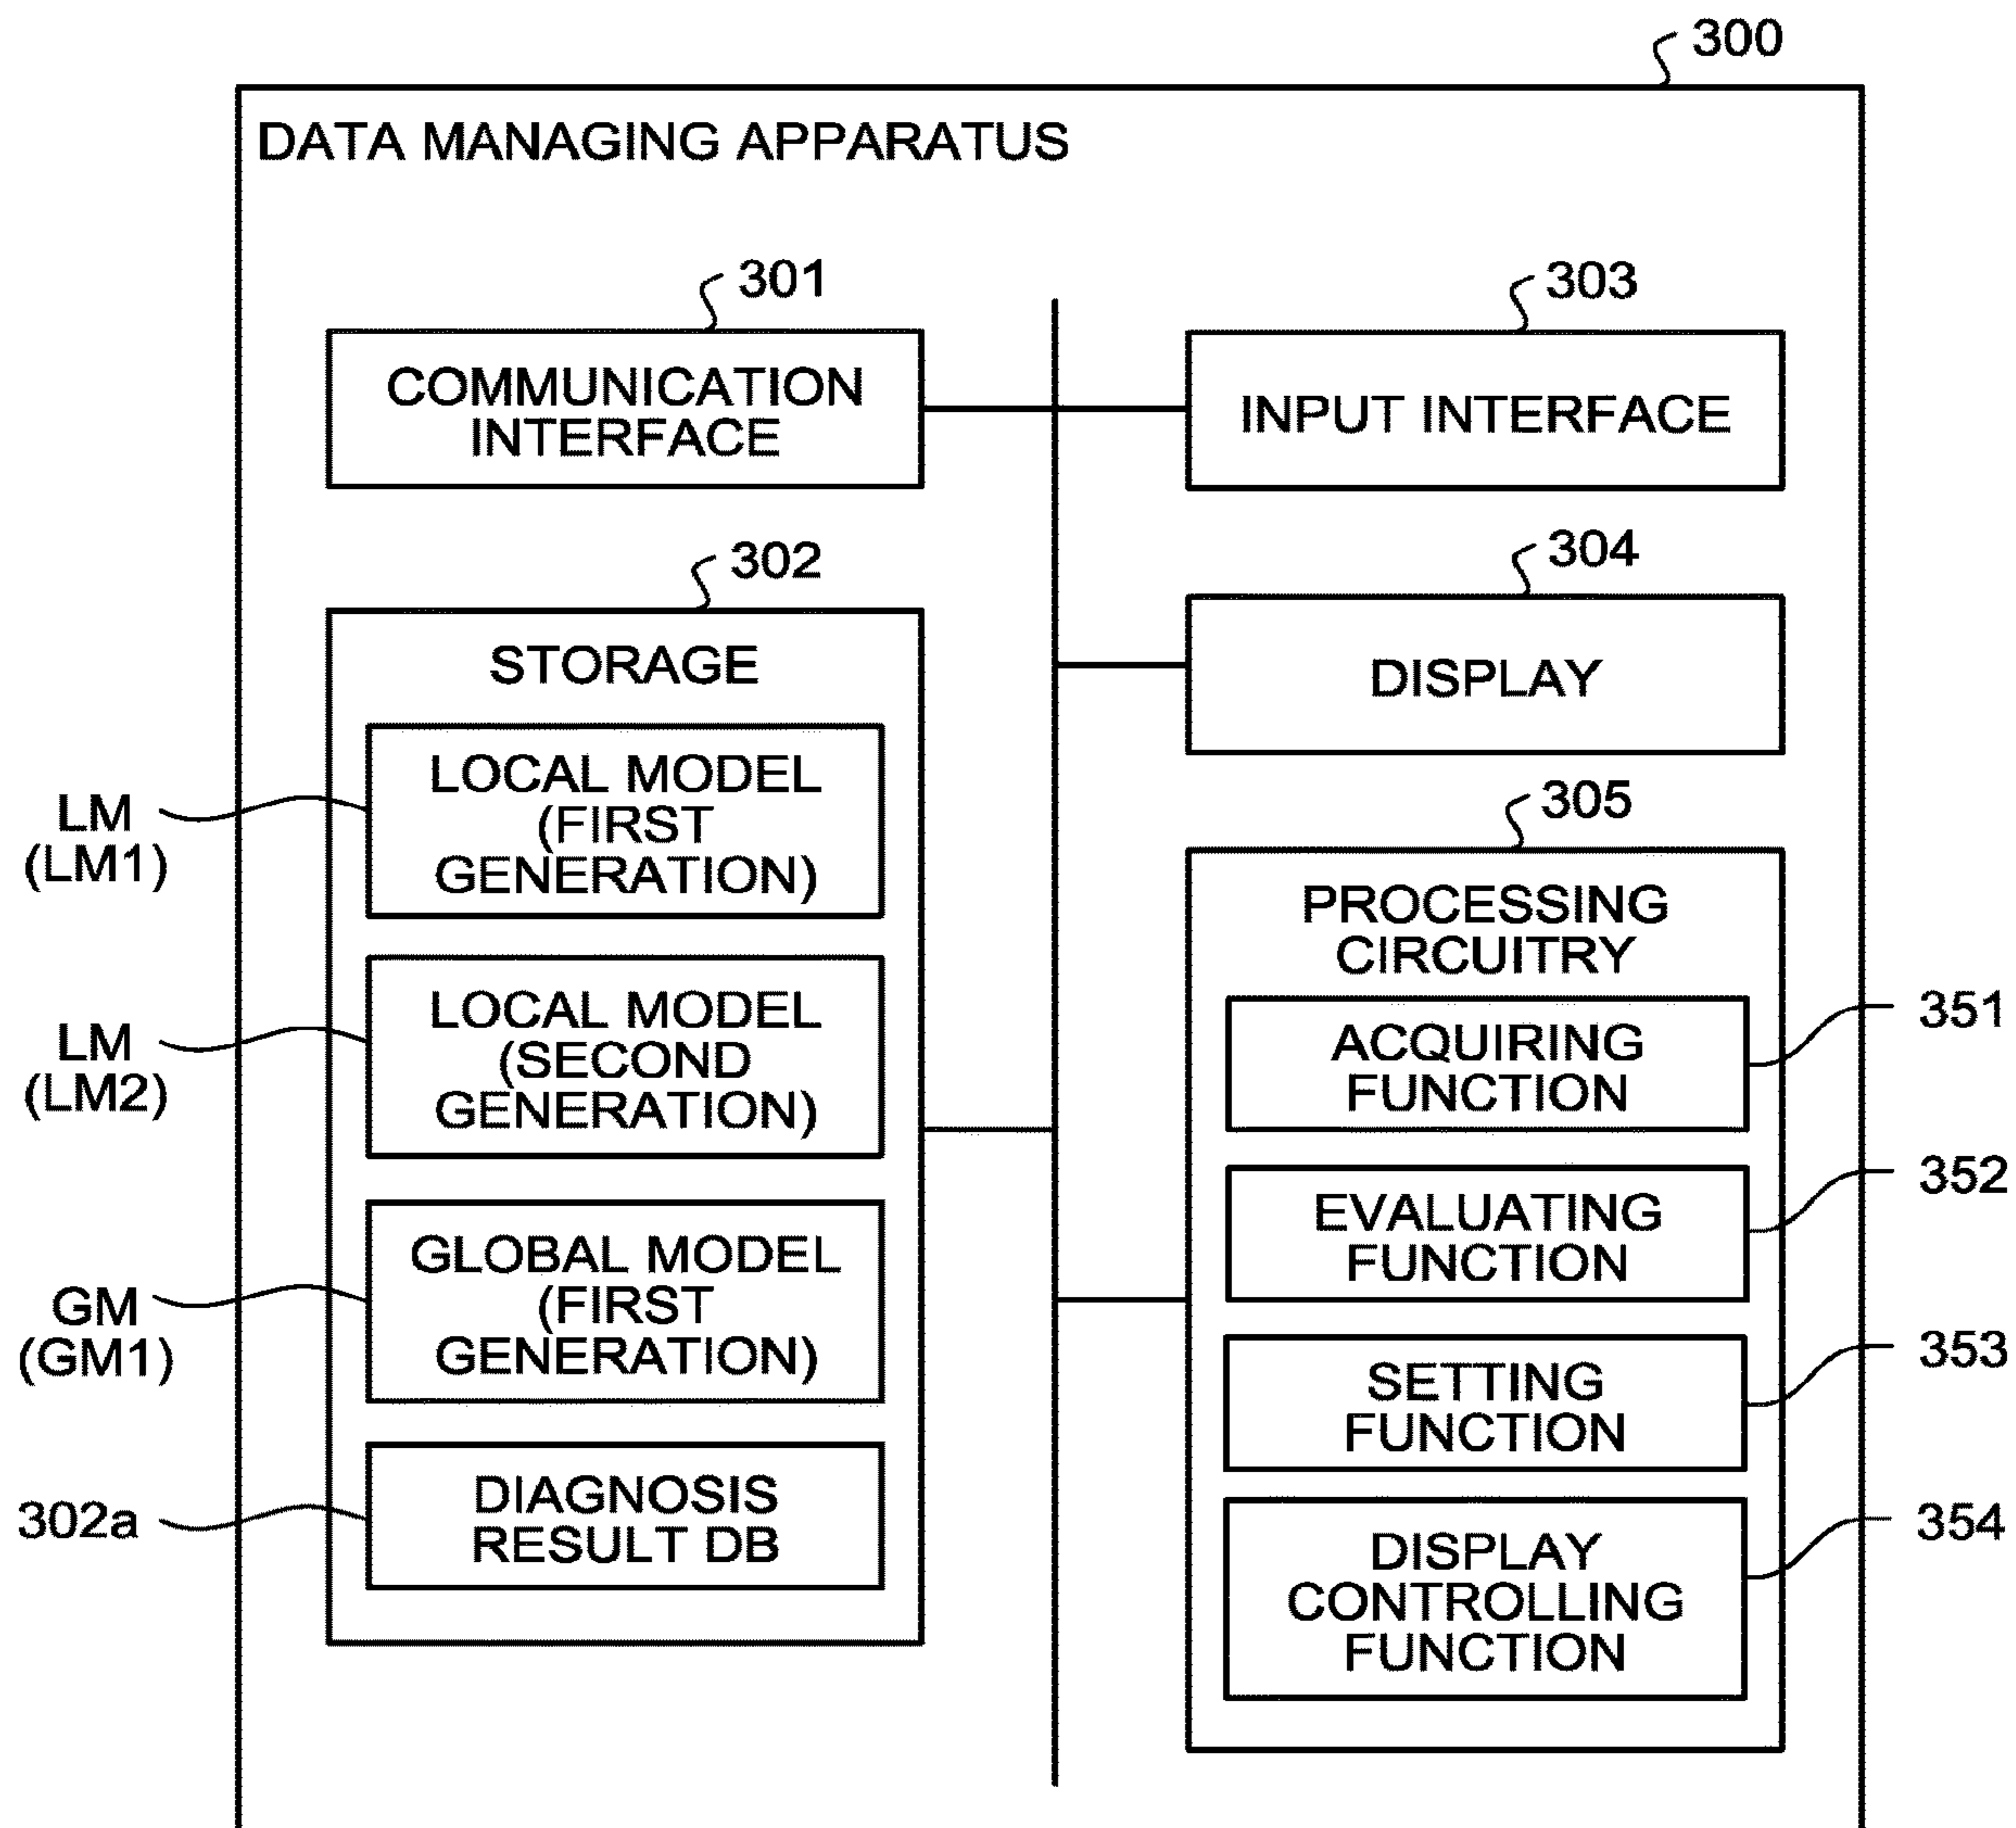 300
DATA MANAGING APPARATUS
301
COMMUNICATION
INTERFACE
303
INPUT INTERFACE
302
STORAGE
304
DISPLAY
LM
(LM1)
LOCAL MODEL
(FIRST
GENERATION)
LM
(LM2)
LOCAL MODEL
(SECOND
GENERATION)
GM
(GM1)
GLOBAL MODEL
(FIRST
GENERATION)
302a
DIAGNOSIS
RESULT DB
305
PROCESSING
CIRCUITRY
ACQUIRING
FUNCTION
351
EVALUATING
FUNCTION
352
SETTING
FUNCTION
353
DISPLAY
CONTROLLING
FUNCTION
354